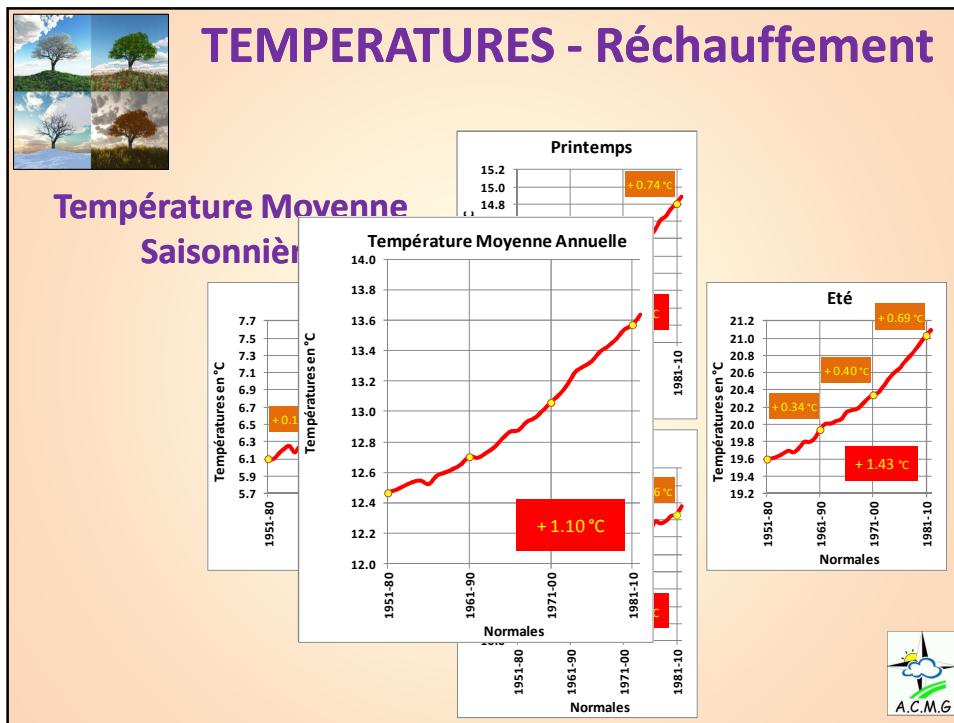 TEMPERATURES - Réchauffement
Température Moyenne
Printemps
15.2
15.0
14.8
+ 0.74 °C
1981-10
Température Moyenne Annuelle
Températures en °C
14.0
13.8
13.6
13.4
13.2
13.0
12.8
12.6
12.4
12.2
12.0
+ 1.10 °C
1951-80
1961-90
1971-00
1981-10
Normales
7.7
7.5
7.3
7.1
6.9
6.7
6.5
6.3
6.1
5.9
5.7
Températures en °C
1951-80
Eté
21.2
21.0
20.8
20.6
20.4
20.2
20.0
19.8
19.6
19.4
19.2
Températures en °C
+ 0.34 °C
+ 0.40 °C
+ 0.69 °C
+ 1.43 °C
1951-80
1961-90
1971-00
1981-10
Normales
1951-80
1961-90
1971-00
1981-10
A.C.M.G